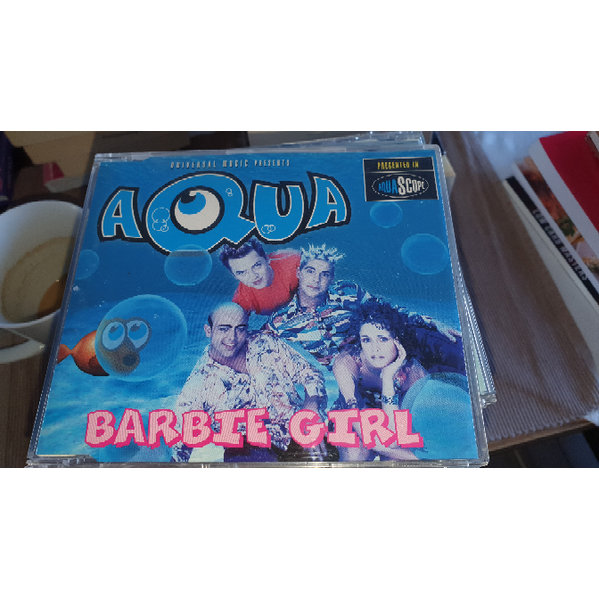 UNIVERSAL MUSIC PRESENTS
AQUA
PRESENTED IN
AQUASCOPE
BARBIE GIRL